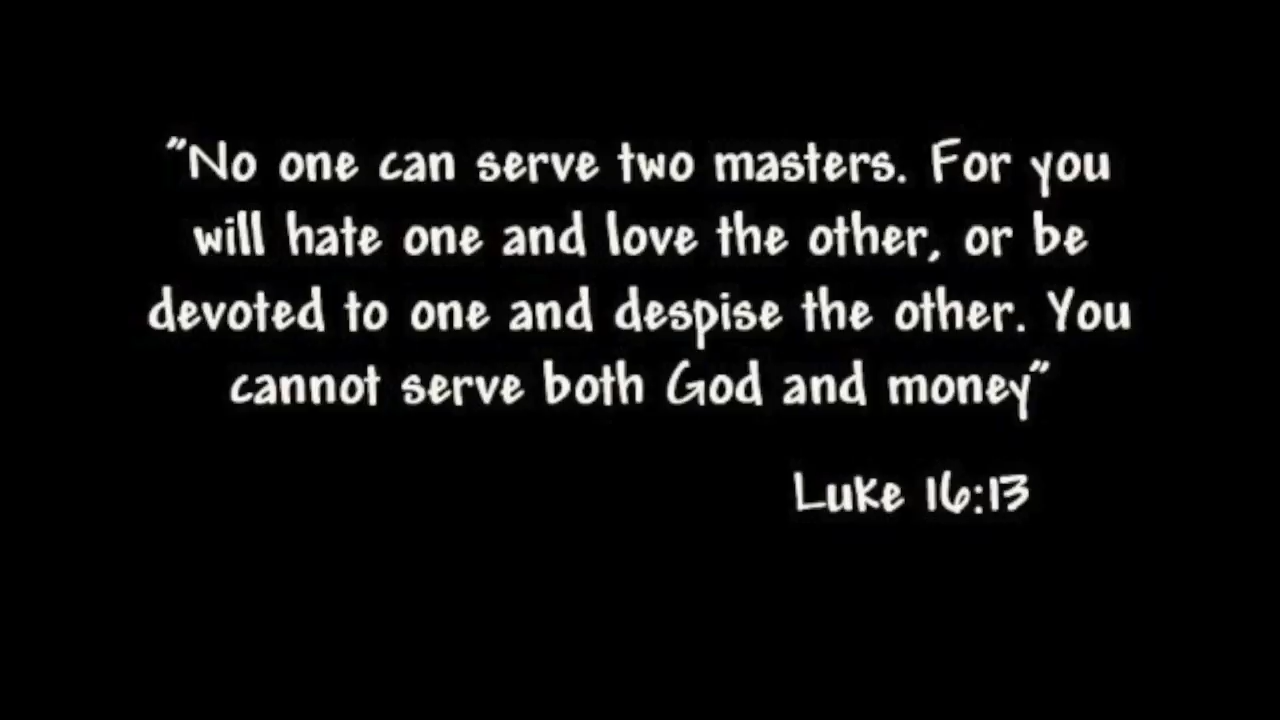 "No one can serve two masters. For you
will hate one and love the other, or be
devoted to one and despise the other. You
cannot serve both God and money"
Luke 16:13